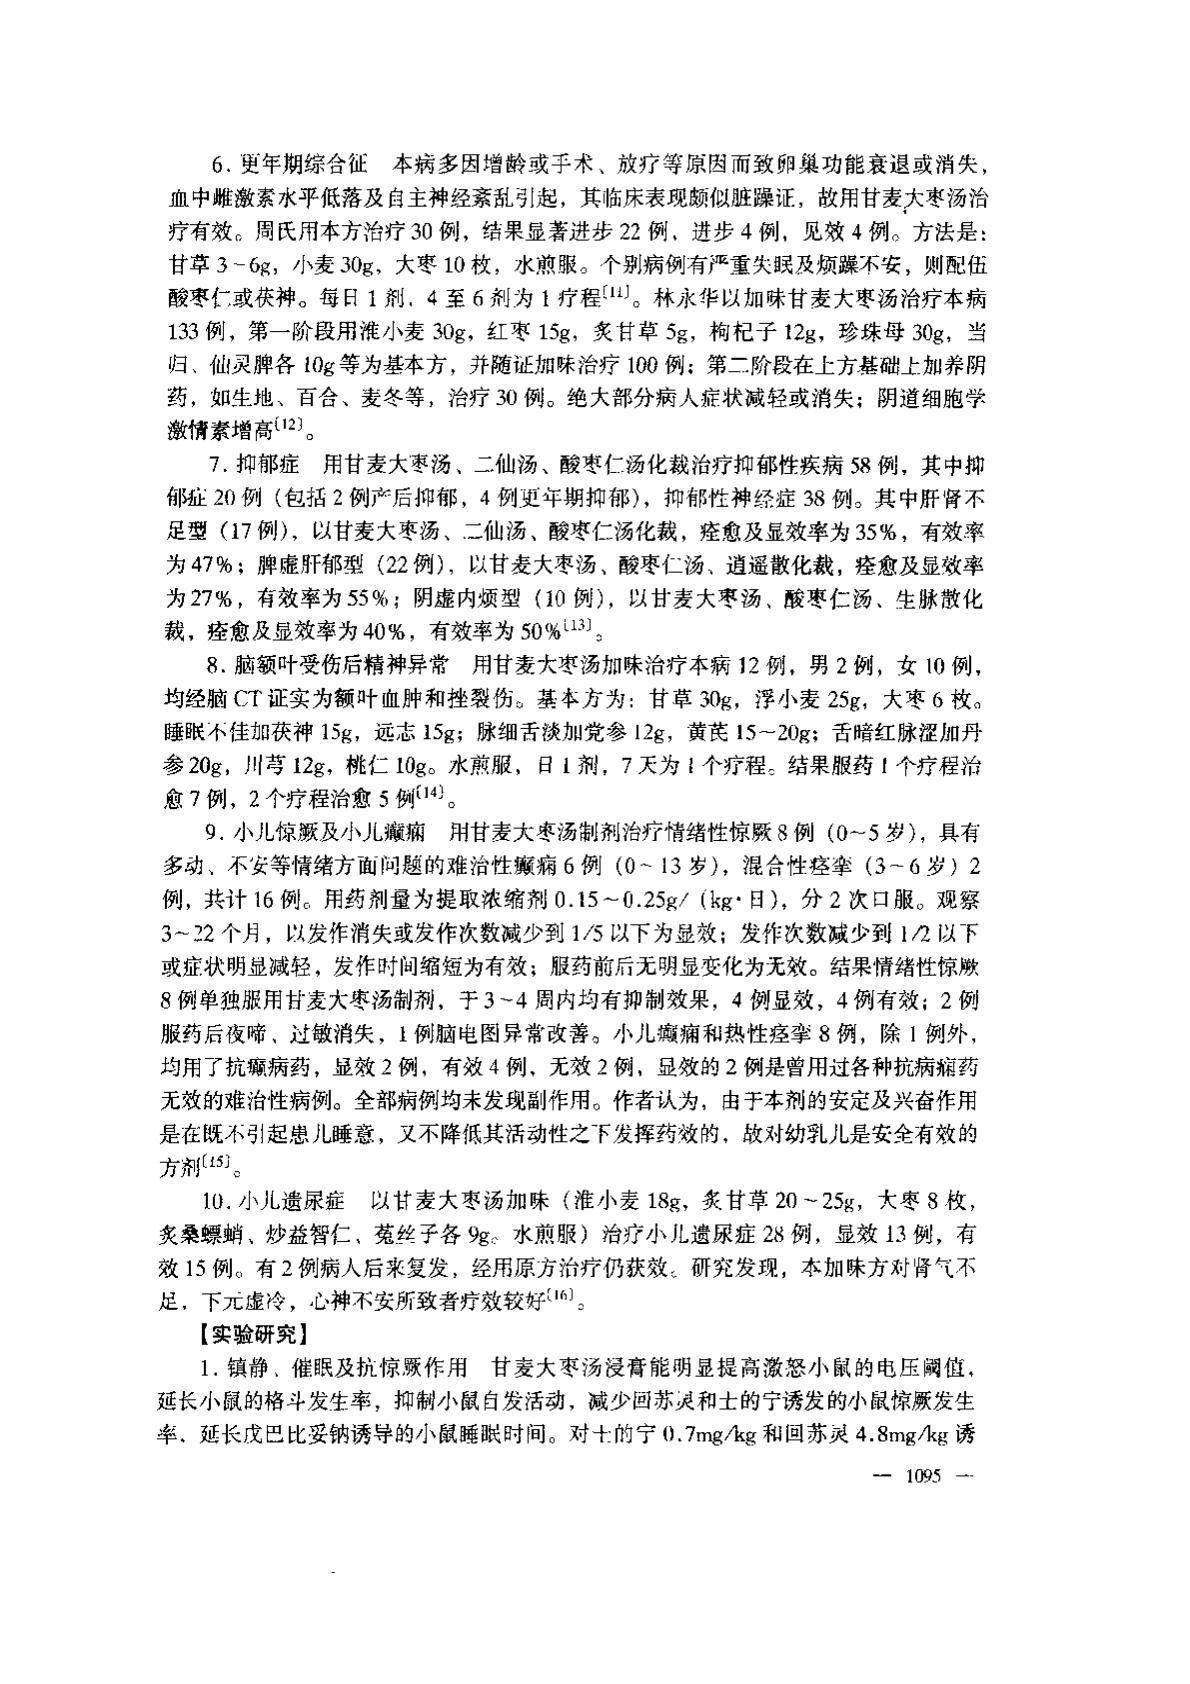 6. 更年期综合征　本病多因增龄或手术、放疗等原因而致卵巢功能衰退或消失，
血中雌激素水平低落及自主神经紊乱引起，其临床表现颇似脏躁证，故用甘麦大枣汤治
疗有效。周氏用本方治疗 30 例，结果显著进步 22 例，进步 4 例，见效 4 例。方法是：
甘草 3~6g，小麦 30g，大枣 10 枚，水煎服。个别病例有严重失眠及烦躁不安，则配伍
酸枣仁或茯神。每日 1 剂，4 至 6 剂为 1 疗程〔11〕。林永华以加味甘麦大枣汤治疗本病
133 例，第一阶段用淮小麦 30g，红枣 15g，炙甘草 5g，枸杞子 12g，珍珠母 30g，当
归、仙灵脾各 10g 等为基本方，并随证加味治疗 100 例；第二阶段在上方基础上加养阴
药，如生地、百合、麦冬等，治疗 30 例。绝大部分病人症状减轻或消失；阴道细胞学
激情素增高〔12〕。
7. 抑郁症　用甘麦大枣汤、二仙汤、酸枣仁汤化裁治疗抑郁性疾病 58 例，其中抑
郁症 20 例（包括 2 例产后抑郁，4 例更年期抑郁），抑郁性神经症 38 例。其中肝肾不
足型（17 例），以甘麦大枣汤、二仙汤、酸枣仁汤化裁，痊愈及显效率为 35%，有效率
为 47%；脾虚肝郁型（22 例），以甘麦大枣汤、酸枣仁汤、逍遥散化裁，痊愈及显效率
为 27%，有效率为 55%；阴虚内烦型（10 例），以甘麦大枣汤、酸枣仁汤、生脉散化
裁，痊愈及显效率为 40%，有效率为 50%〔13〕。
8. 脑额叶受伤后精神异常　用甘麦大枣汤加味治疗本病 12 例，男 2 例，女 10 例，
均经脑 CT 证实为额叶血肿和挫裂伤。基本方为：甘草 30g，浮小麦 25g，大枣 6 枚。
睡眠不佳加茯神 15g，远志 15g；脉细舌淡加党参 12g，黄芪 15~20g；舌暗红脉涩加丹
参 20g，川芎 12g，桃仁 10g。水煎服，日 1 剂，7 天为 1 个疗程。结果服药 1 个疗程治
愈 7 例，2 个疗程治愈 5 例〔14〕。
9. 小儿惊厥及小儿癫痫　用甘麦大枣汤制剂治疗情绪性惊厥 8 例（0~5 岁），具有
多动、不安等情绪方面问题的难治性癫痫 6 例（0~13 岁），混合性痉挛（3~6 岁）2
例，共计 16 例。用药剂量为提取浓缩剂 0.15~0.25g/（kg·日），分 2 次口服。观察
3~22 个月，以发作消失或发作次数减少到 1/5 以下为显效；发作次数减少到 1/2 以下
或症状明显减轻，发作时间缩短为有效；服药前后无明显变化为无效。结果情绪性惊厥
8 例单独服用甘麦大枣汤制剂，于 3~4 周内均有抑制效果，4 例显效，4 例有效；2 例
服药后夜啼、过敏消失，1 例脑电图异常改善。小儿癫痫和热性痉挛 8 例，除 1 例外，
均用了抗癫病药，显效 2 例，有效 4 例，无效 2 例，显效的 2 例是曾用过各种抗病痫药
无效的难治性病例。全部病例均未发现副作用。作者认为，由于本剂的安定及兴奋作用
是在既不引起患儿睡意，又不降低其活动性之下发挥药效的，故对幼乳儿是安全有效的
方剂〔15〕。
10. 小儿遗尿症　以甘麦大枣汤加味（淮小麦 18g，炙甘草 20~25g，大枣 8 枚，
炙桑螵蛸、炒益智仁、菟丝子各 9g。水煎服）治疗小儿遗尿症 28 例，显效 13 例，有
效 15 例。有 2 例病人后来复发，经用原方治疗仍获效。研究发现，本加味方对肾气不
足，下元虚冷，心神不安所致者疗效较好〔16〕。
【实验研究】
1. 镇静、催眠及抗惊厥作用　甘麦大枣汤浸膏能明显提高激怒小鼠的电压阈值，
延长小鼠的格斗发生率，抑制小鼠自发活动，减少回苏灵和士的宁诱发的小鼠惊厥发生
率，延长戊巴比妥钠诱导的小鼠睡眠时间。对士的宁 0.7mg/kg 和回苏灵 4.8mg/kg 诱
— 1095 —